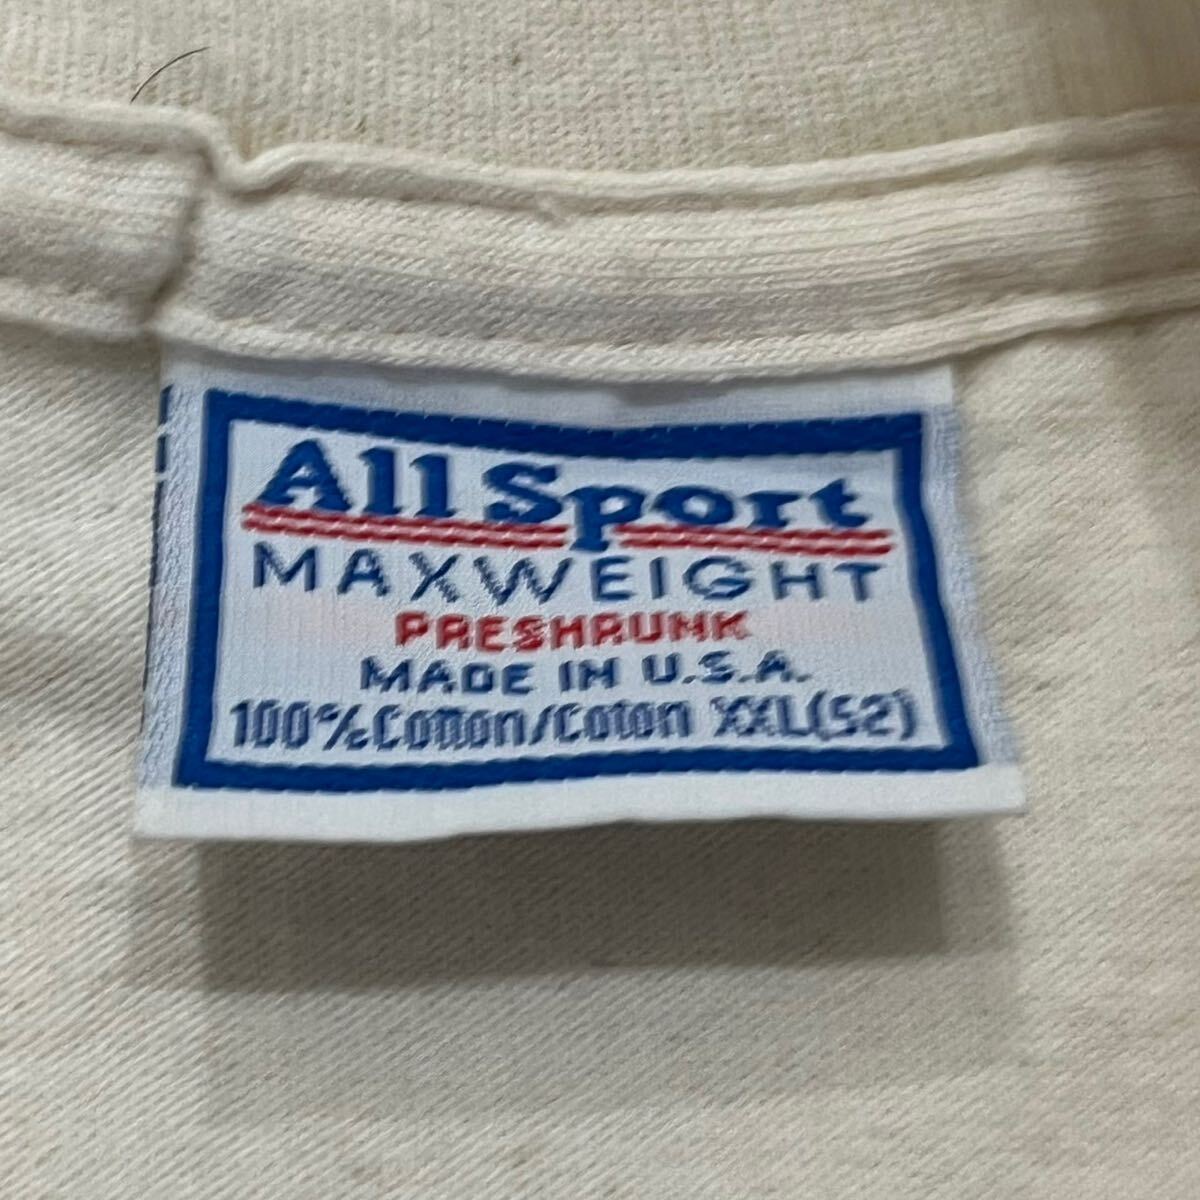 All Sport
MAXWEIGHT
PRESHRUNK
MADE IN U.S.A.
100% Cotton/Coton XXL(52)